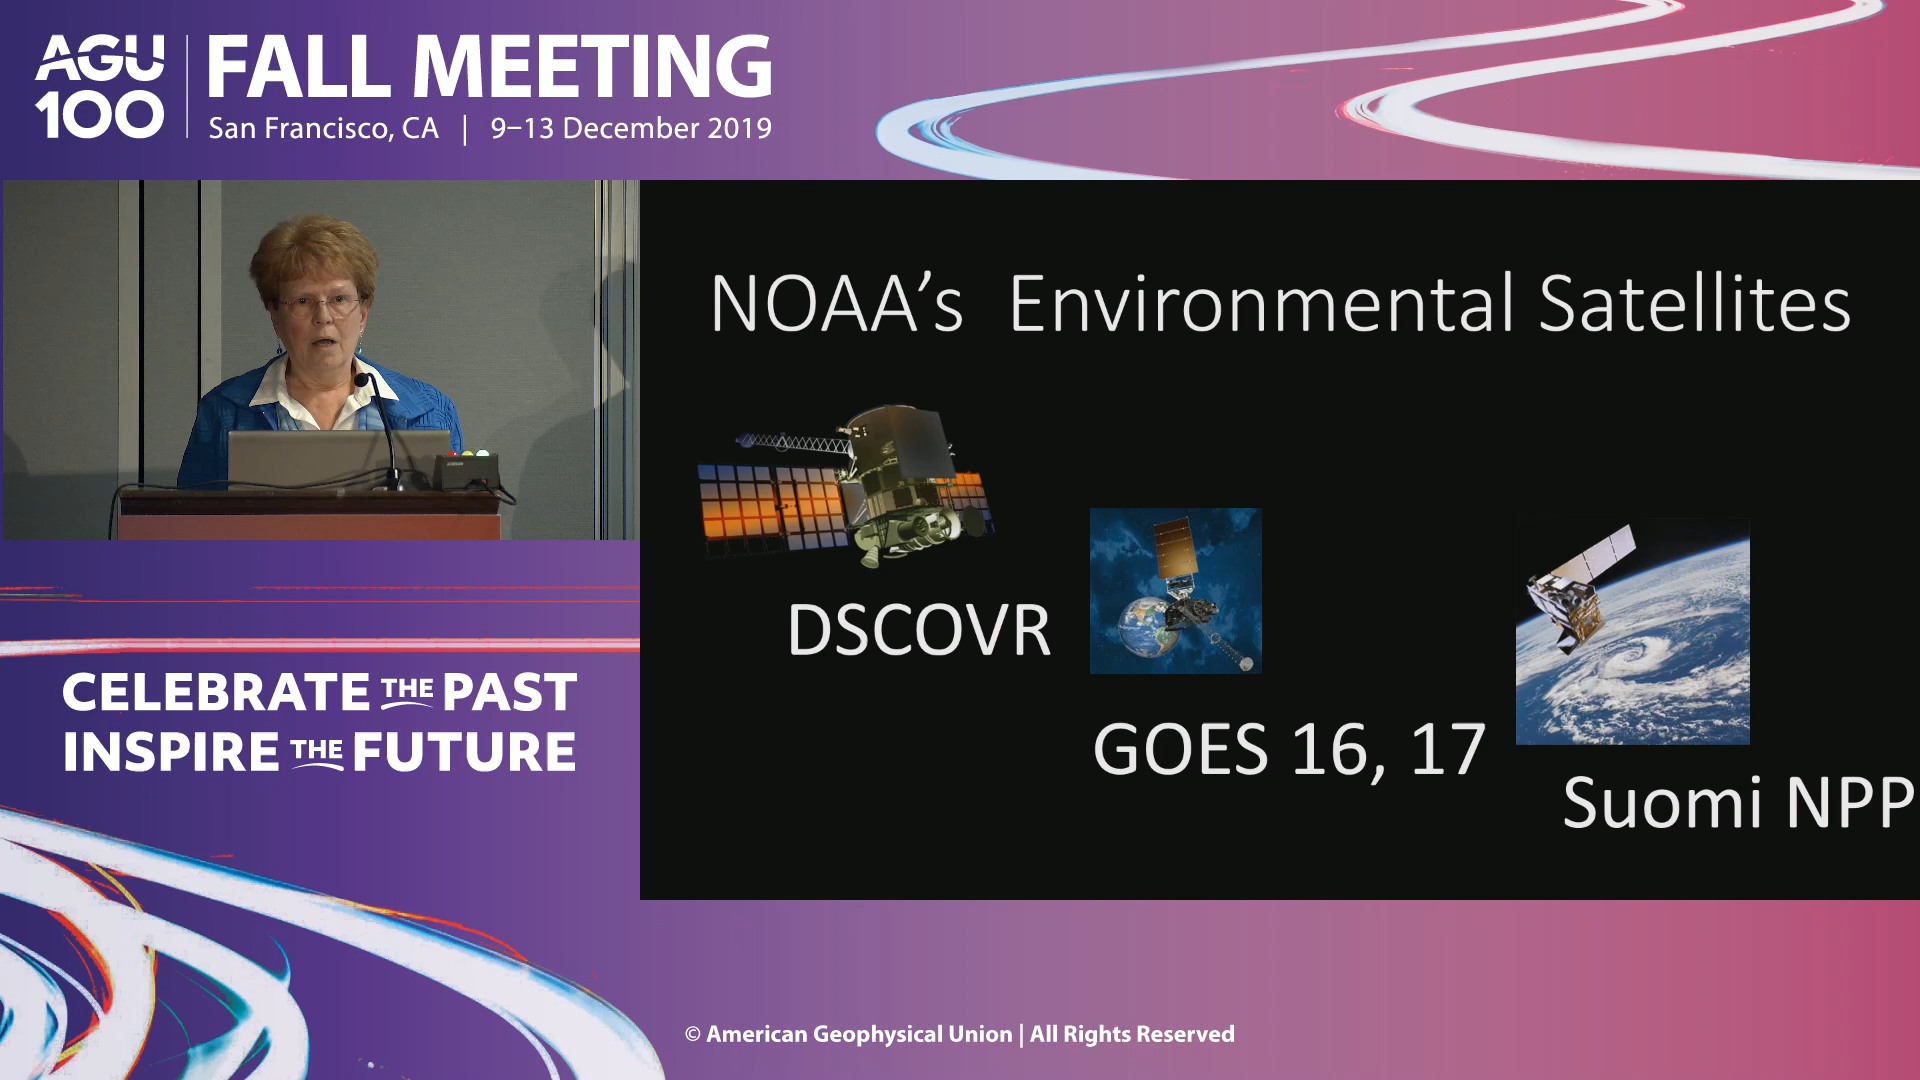 AGU
100
FALL MEETING
San Francisco, CA | 9–13 December 2019
NOAA’s Environmental Satellites
DSCOVR
GOES 16, 17
Suomi NPP
CELEBRATE THE PAST
INSPIRE THE FUTURE
© American Geophysical Union | All Rights Reserved